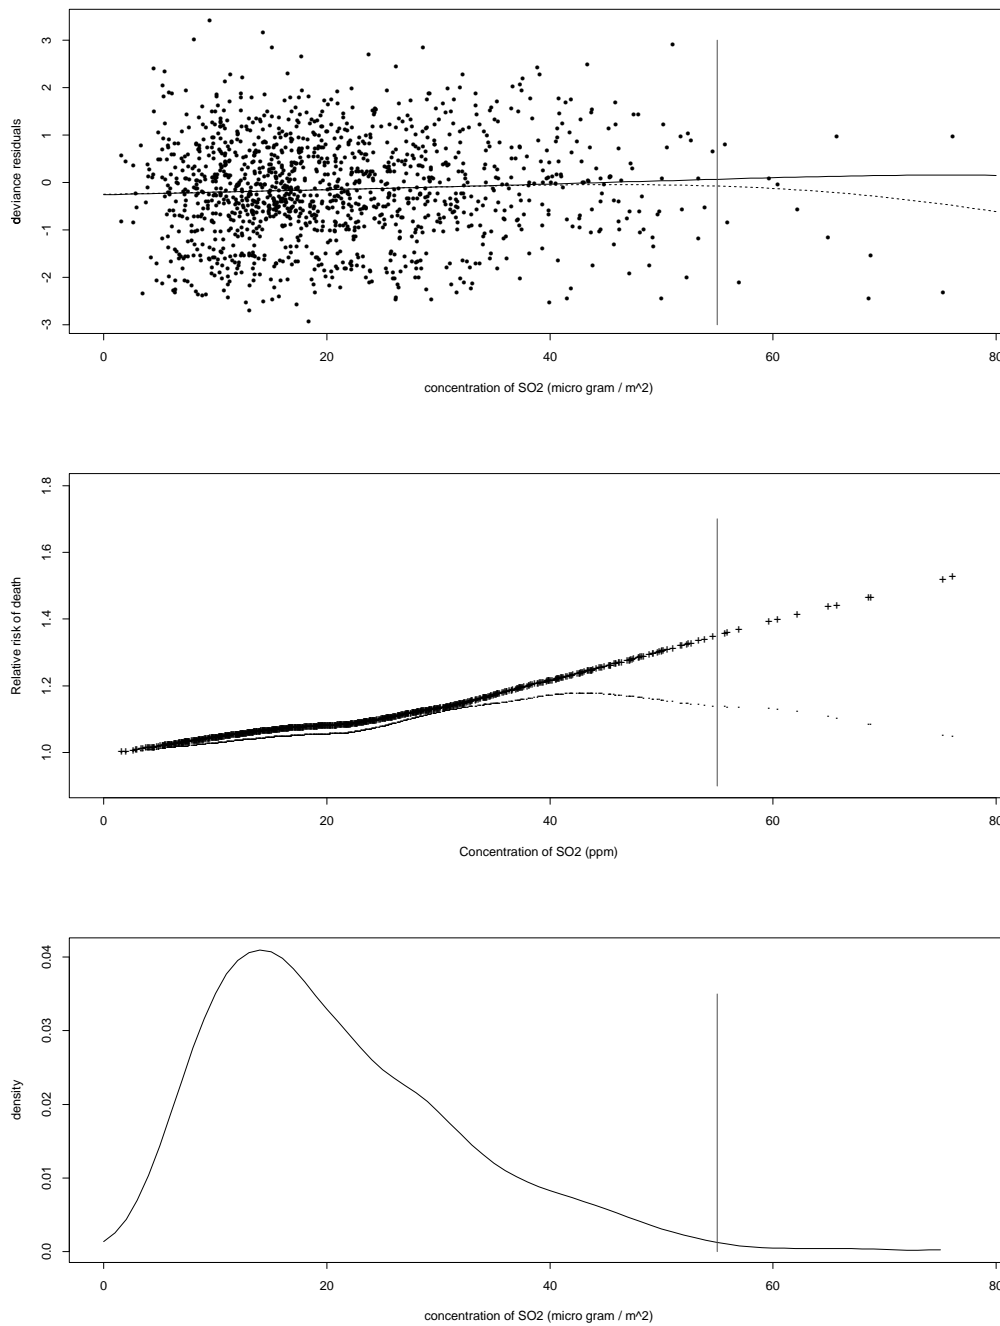 3
2
1
0
-1
-2
-3
deviance residuals
0 20 40 60 80
concentration of SO2 (micro gram / m^2)
1.8
1.6
1.4
1.2
1.0
Relative risk of death
0 20 40 60 80
Concentration of SO2 (ppm)
0.04
0.03
0.02
0.01
0.0
density
0 20 40 60 80
concentration of SO2 (micro gram / m^2)